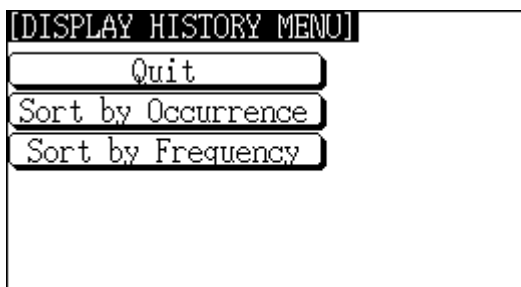 [DISPLAY HISTORY MENU]
Quit
Sort by Occurrence
Sort by Frequency